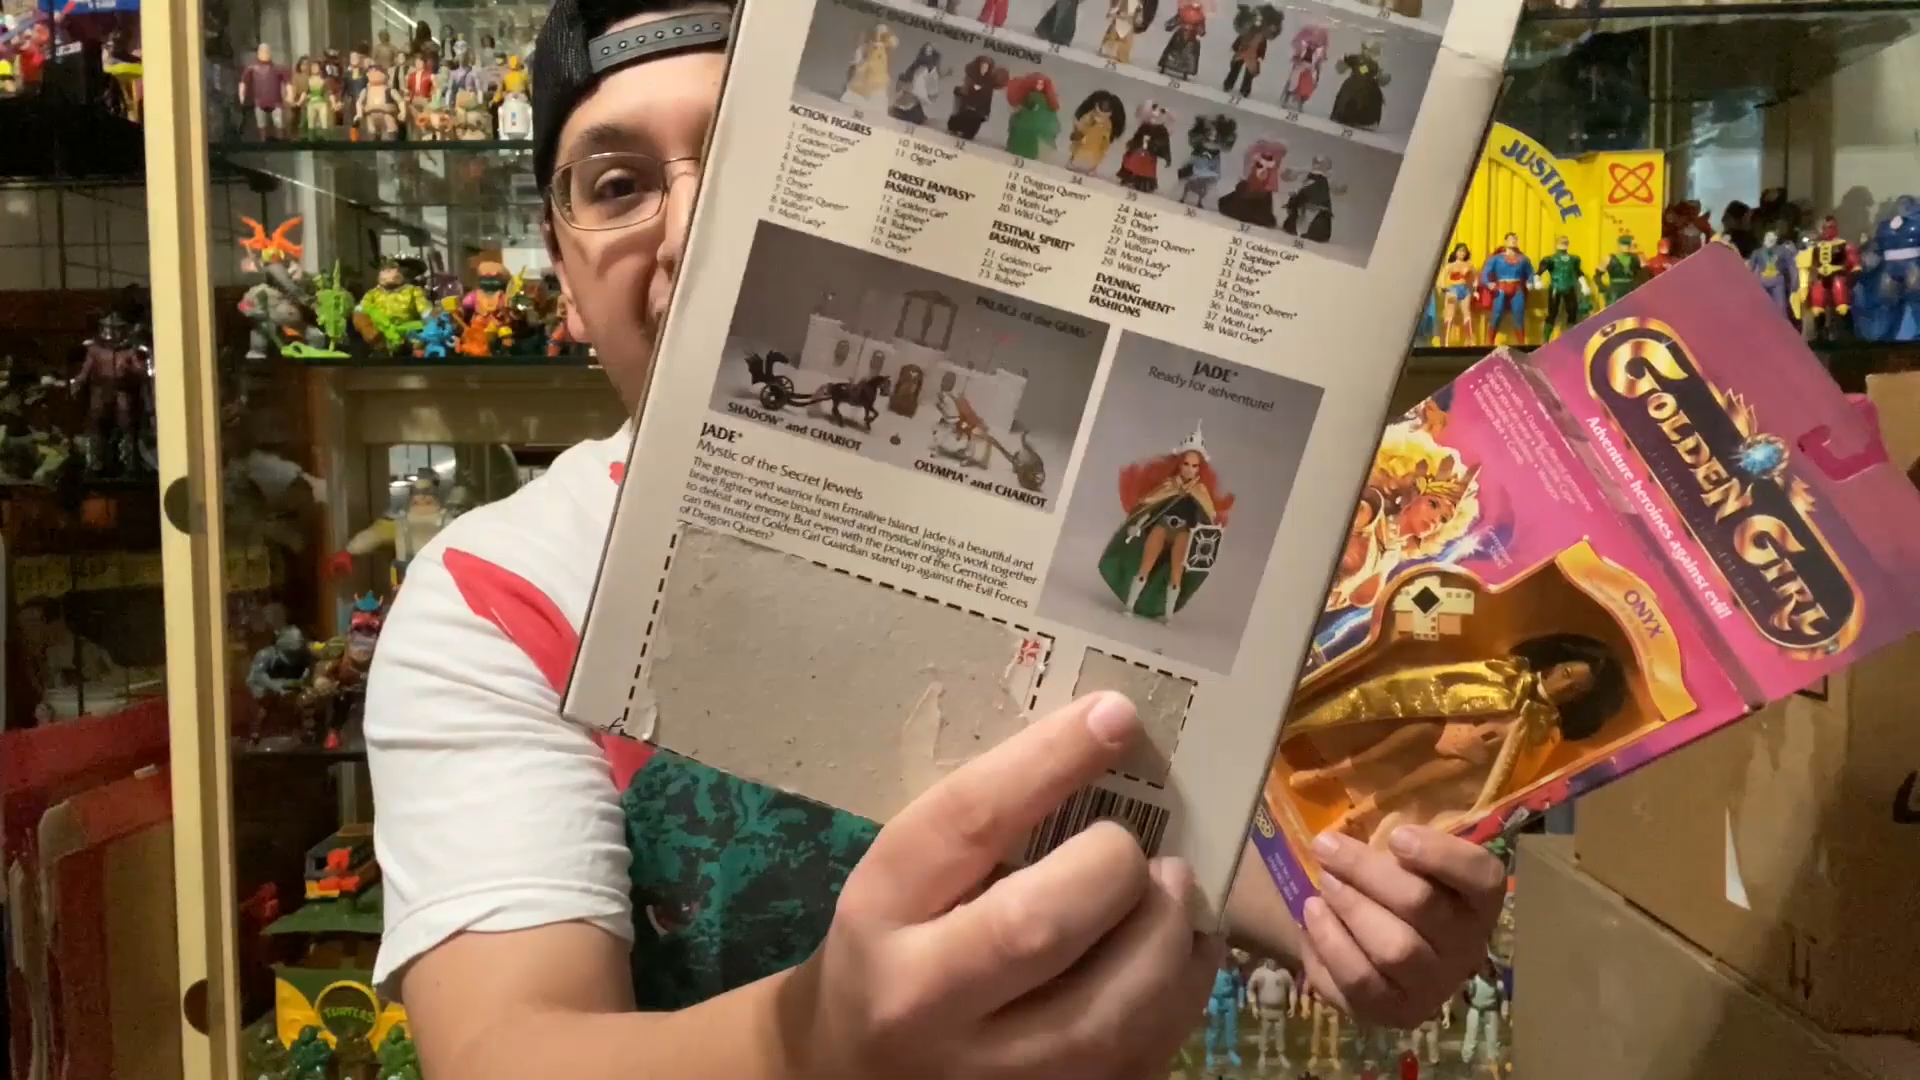 EVENING ENCHANTMENT* FASHIONS
ACTION FIGURES
1. Prince Kroma*
2. Golden Girl*
3. Saphire*
4. Rubee*
5. Jade*
6. Onyx*
7. Dragon Queen*
8. Vultura*
9. Moth Lady*
10. Wild One*
11. Ogra*
FOREST FANTASY*
FASHIONS
12. Golden Girl*
13. Saphire*
14. Rubee*
15. Jade*
16. Onyx*
17. Dragon Queen*
18. Vultura*
19. Moth Lady*
20. Wild One*
FESTIVAL SPIRIT*
FASHIONS
21. Golden Girl*
22. Saphire*
23. Rubee*
24. Jade*
25. Onyx*
26. Dragon Queen*
27. Vultura*
28. Moth Lady*
29. Wild One*
EVENING
ENCHANTMENT*
FASHIONS
30. Golden Girl*
31. Saphire*
32. Rubee*
33. Jade*
34. Onyx*
35. Dragon Queen*
36. Vultura*
37. Moth Lady*
38. Wild One*
PALACE of the GEMS*
SHADOW* and CHARIOT
OLYMPIA* and CHARIOT
JADE*
Ready for adventure!
JADE*
Mystic of the Secret Jewels
The green-eyed warrior from Emraline Island, Jade is a beautiful and
brave fighter whose broad sword and mystical insights work together
to defeat any enemy. But even with the power of the Gemstone
can this trusted Golden Girl Guardian stand up against the Evil Forces
of Dragon Queen?
GOLDEN GIRL
Adventure heroines against evil!
ONYX
JUSTICE
TURTLES